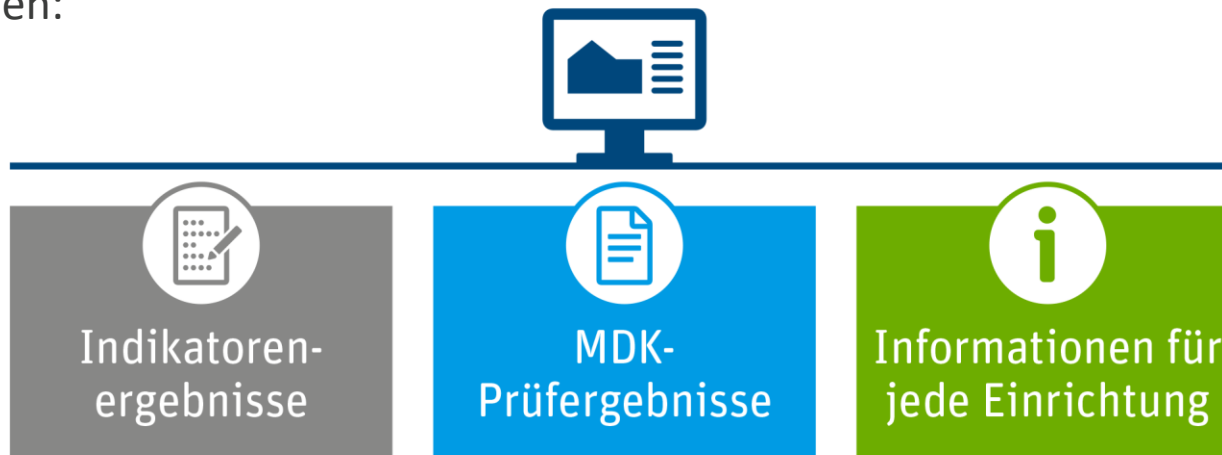 en:
Indikatoren-
ergebnisse
MDK-
Prüfergebnisse
Informationen für
jede Einrichtung